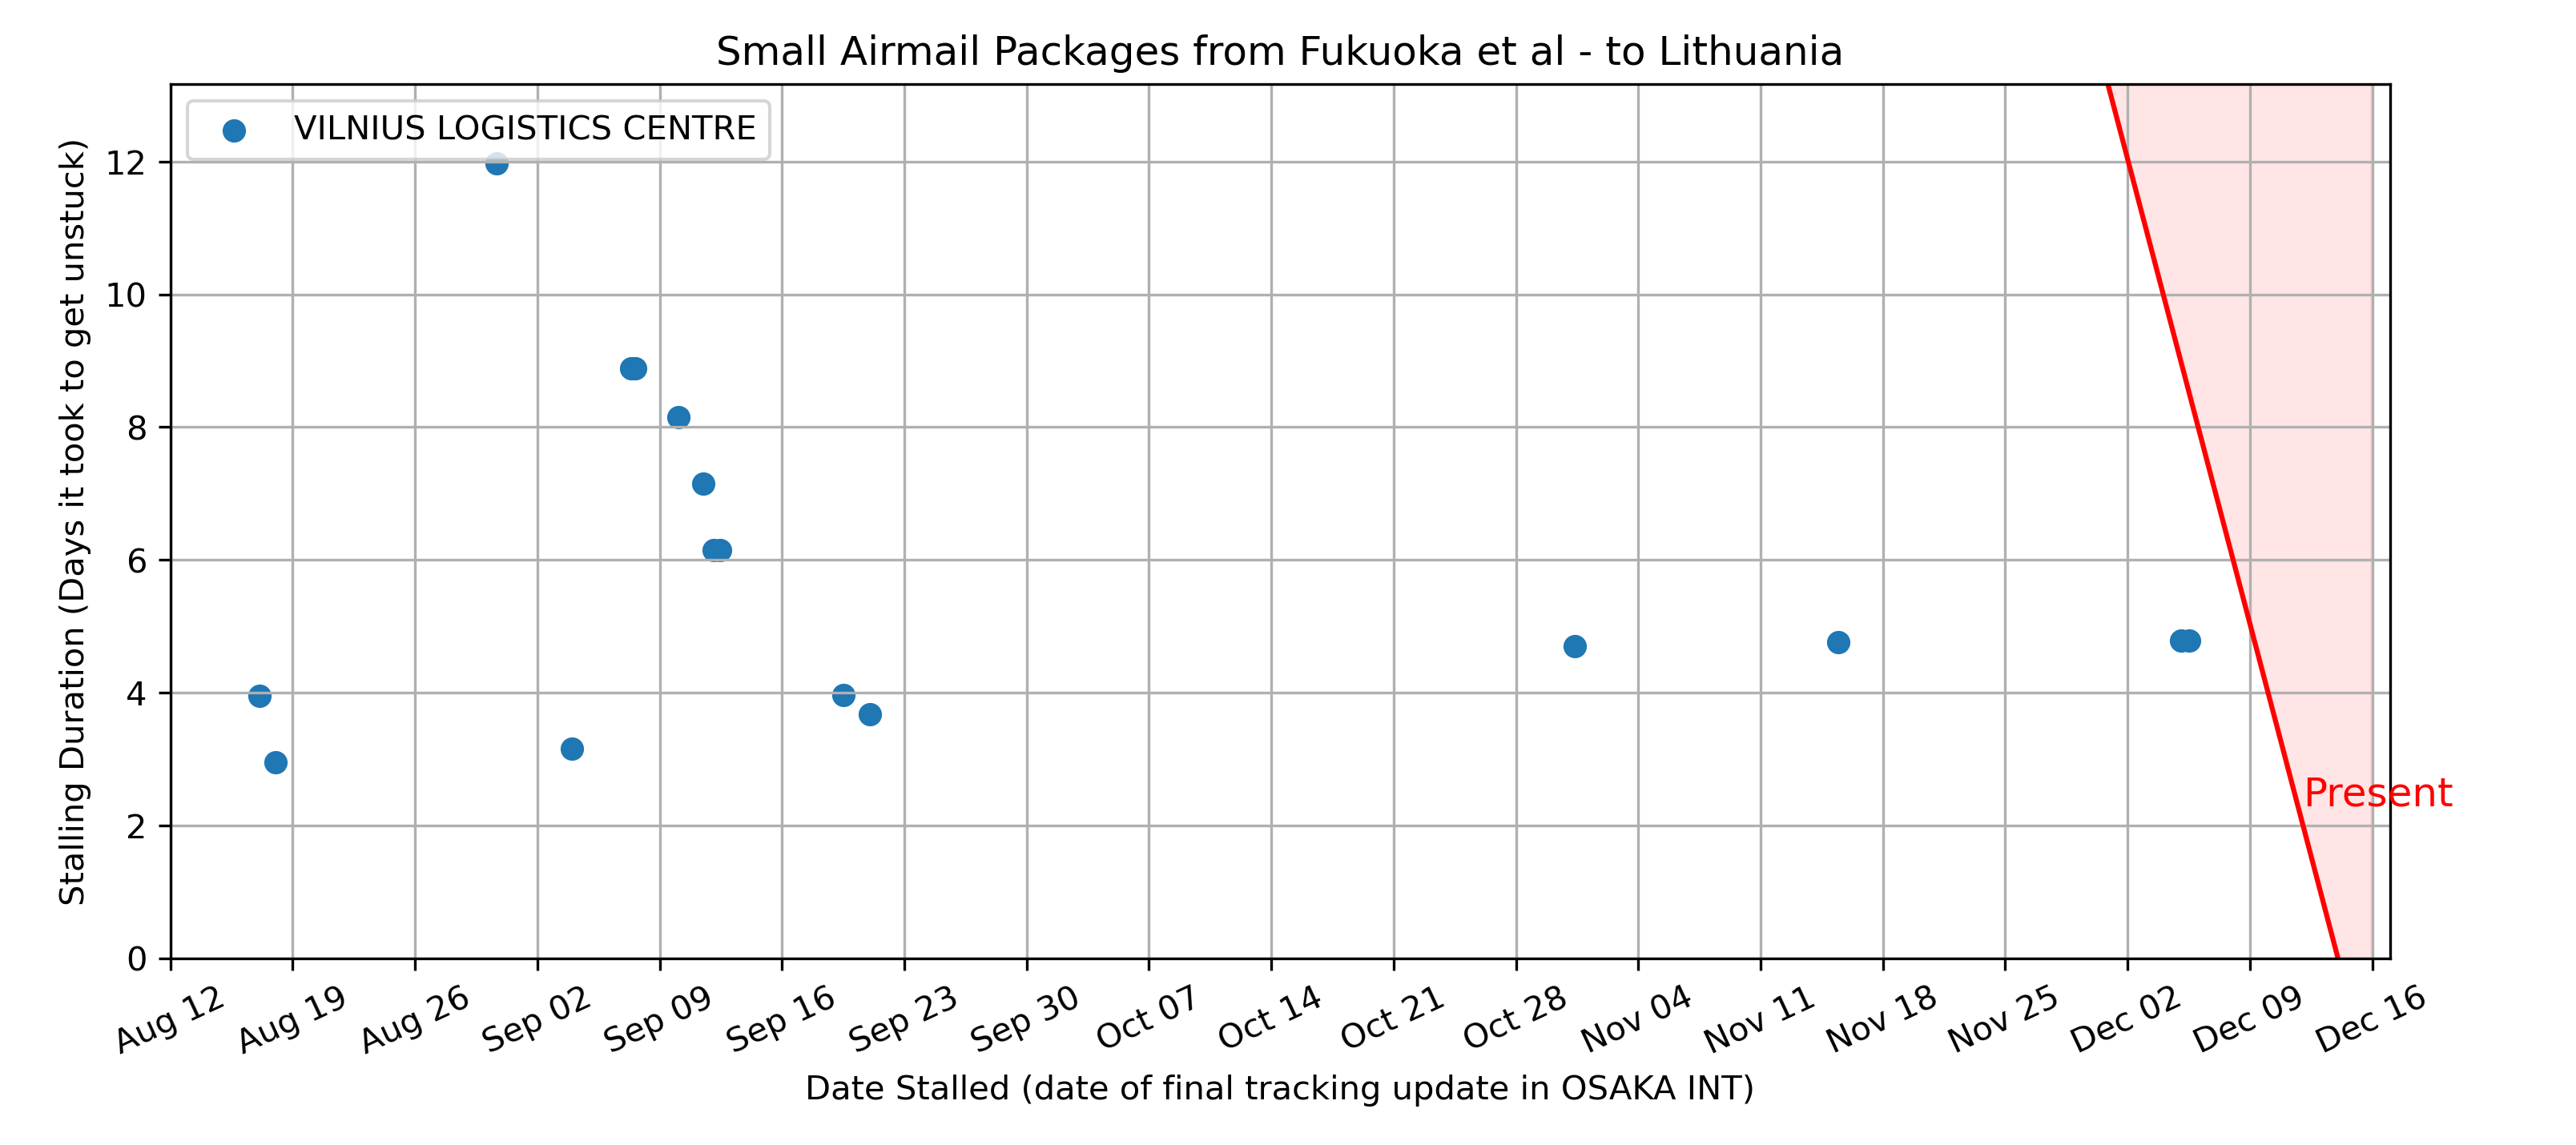 Small Airmail Packages from Fukuoka et al - to Lithuania
VILNIUS LOGISTICS CENTRE
Stalling Duration (Days it took to get unstuck)
12
10
8
6
4
2
0
Present
Aug 12
Aug 19
Aug 26
Sep 02
Sep 09
Sep 16
Sep 23
Sep 30
Oct 07
Oct 14
Oct 21
Oct 28
Nov 04
Nov 11
Nov 18
Nov 25
Dec 02
Dec 09
Dec 16
Date Stalled (date of final tracking update in OSAKA INT)